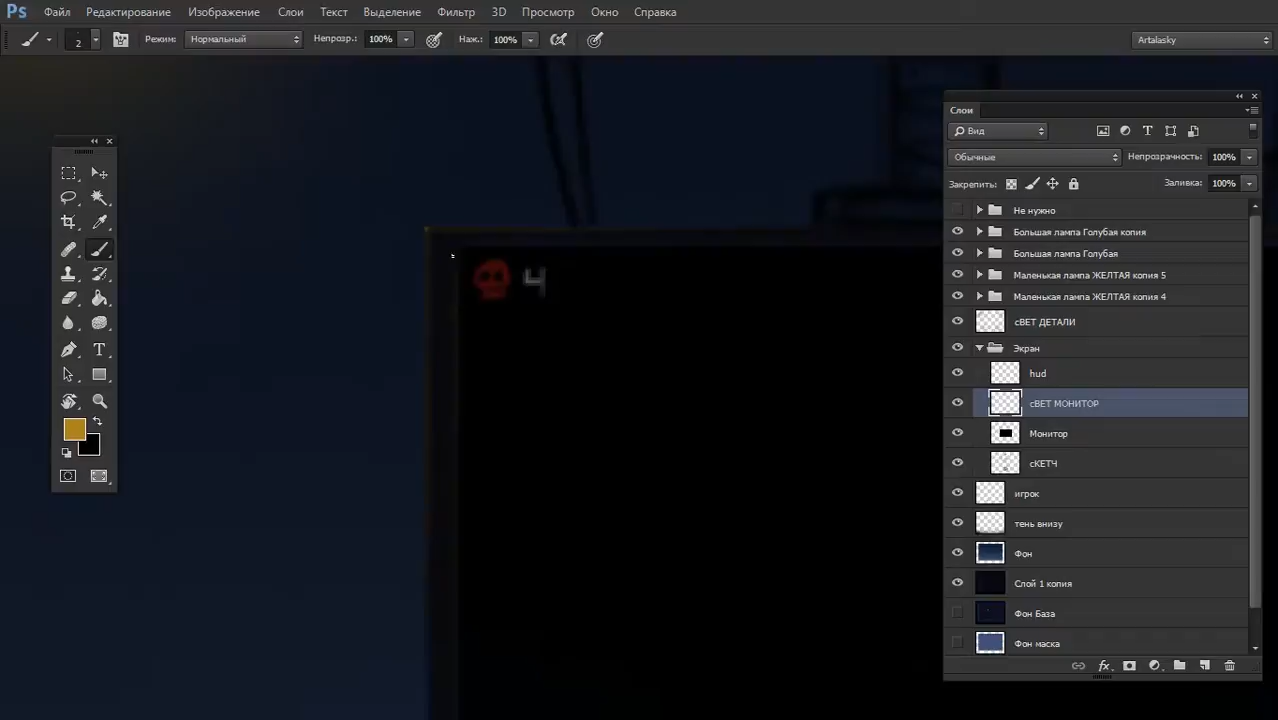 Ps Файл Редактирование Изображение Слои Текст Выделение Фильтр 3D Просмотр Окно Справка
2 Режим: Нормальный Непрозр.: 100% Наж.: 100% Artalasky
Слои
Вид
Обычные Непрозрачность: 100%
Закрепить: Заливка: 100%
Не нужно
Большая лампа Голубая копия
Большая лампа Голубая
Маленькая лампа ЖЕЛТАЯ копия 5
Маленькая лампа ЖЕЛТАЯ копия 4
сВЕТ ДЕТАЛИ
Экран
hud
сВЕТ МОНИТОР
Монитор
сКЕТЧ
игрок
тень внизу
Фон
Слой 1 копия
Фон База
Фон маска
4